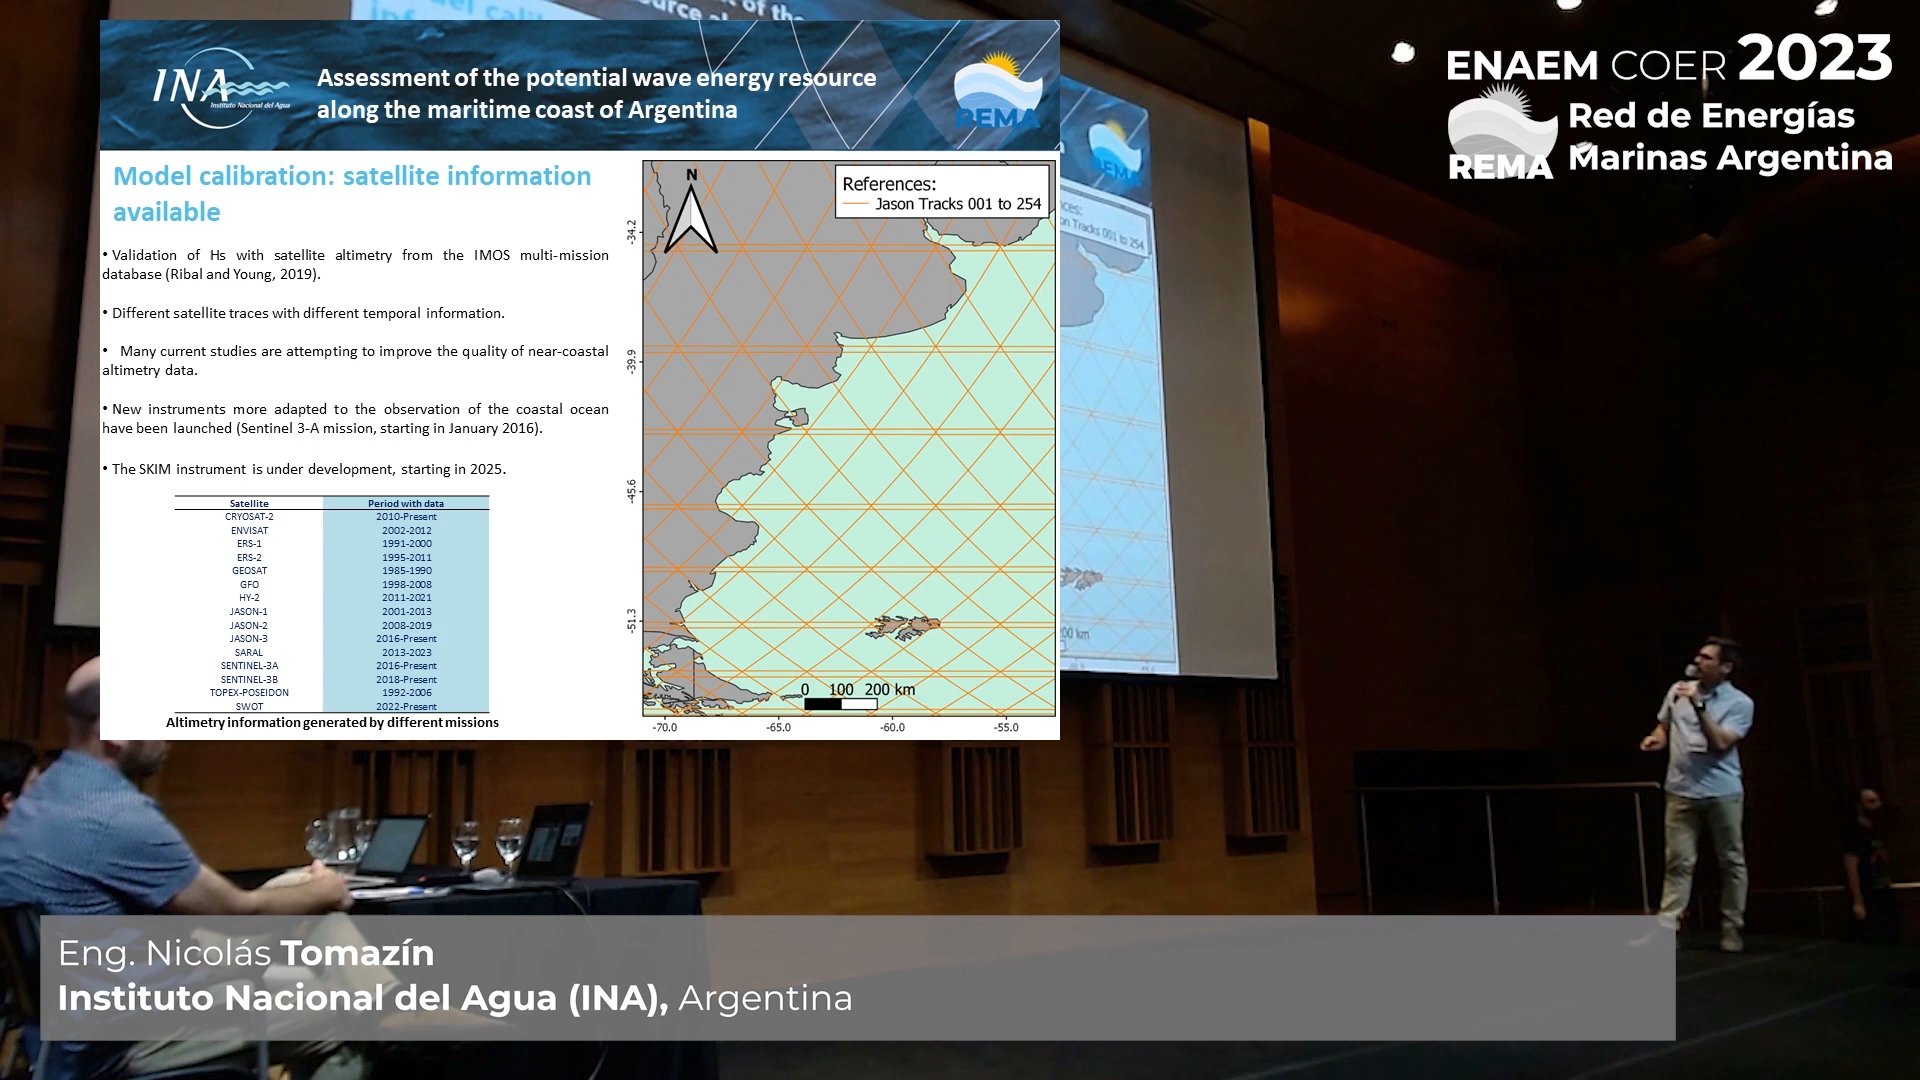 INA
Instituto Nacional del Agua
Assessment of the potential wave energy resource
along the maritime coast of Argentina
REMA
ENAEM COER 2023
REMA
Red de Energías
Marinas Argentina
Model calibration: satellite information
available
• Validation of Hs with satellite altimetry from the IMOS multi-mission
database (Ribal and Young, 2019).
• Different satellite traces with different temporal information.
• Many current studies are attempting to improve the quality of near-coastal
altimetry data.
• New instruments more adapted to the observation of the coastal ocean
have been launched (Sentinel 3-A mission, starting in January 2016).
• The SKIM instrument is under development, starting in 2025.
Satellite Period with data
CRYOSAT-2 2010-Present
ENVISAT 2002-2012
ERS-1 1991-2000
ERS-2 1995-2011
GEOSAT 1985-1990
GFO 1998-2008
HY-2 2011-2021
JASON-1 2001-2013
JASON-2 2008-2019
JASON-3 2016-Present
SARAL 2013-2023
SENTINEL-3A 2016-Present
SENTINEL-3B 2018-Present
TOPEX-POSEIDON 1992-2006
SWOT 2022-Present
Altimetry information generated by different missions
N
References:
Jason Tracks 001 to 254
-34.2
-39.9
-45.6
-51.3
0 100 200 km
-70.0 -65.0 -60.0 -55.0
Tracks 001 to 254
00 km
Eng. Nicolás Tomazín
Instituto Nacional del Agua (INA), Argentina